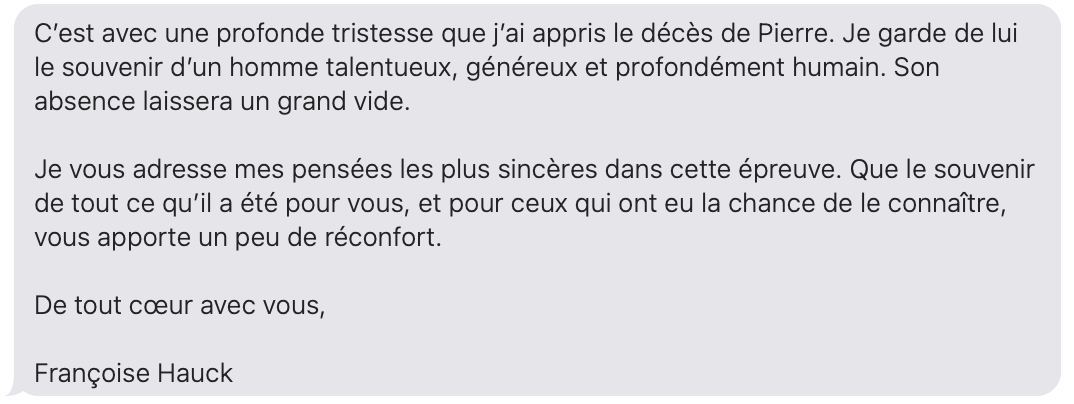 C’est avec une profonde tristesse que j’ai appris le décès de Pierre. Je garde de lui
le souvenir d’un homme talentueux, généreux et profondément humain. Son
absence laissera un grand vide.
Je vous adresse mes pensées les plus sincères dans cette épreuve. Que le souvenir
de tout ce qu’il a été pour vous, et pour ceux qui ont eu la chance de le connaître,
vous apporte un peu de réconfort.
De tout cœur avec vous,
Françoise Hauck